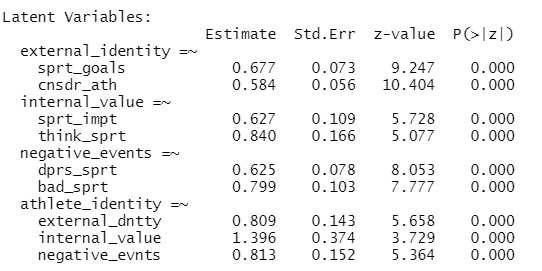 Latent Variables:
Estimate Std.Err z-value P(>|z|)
external_identity =~
sprt_goals 0.677 0.073 9.247 0.000
cnsdr_ath 0.584 0.056 10.404 0.000
internal_value =~
sprt_impt 0.627 0.109 5.728 0.000
think_sprt 0.840 0.166 5.077 0.000
negative_events =~
dprs_sprt 0.625 0.078 8.053 0.000
bad_sprt 0.799 0.103 7.777 0.000
athlete_identity =~
external_dntty 0.809 0.143 5.658 0.000
internal_value 1.396 0.374 3.729 0.000
negative_evnts 0.813 0.152 5.364 0.000